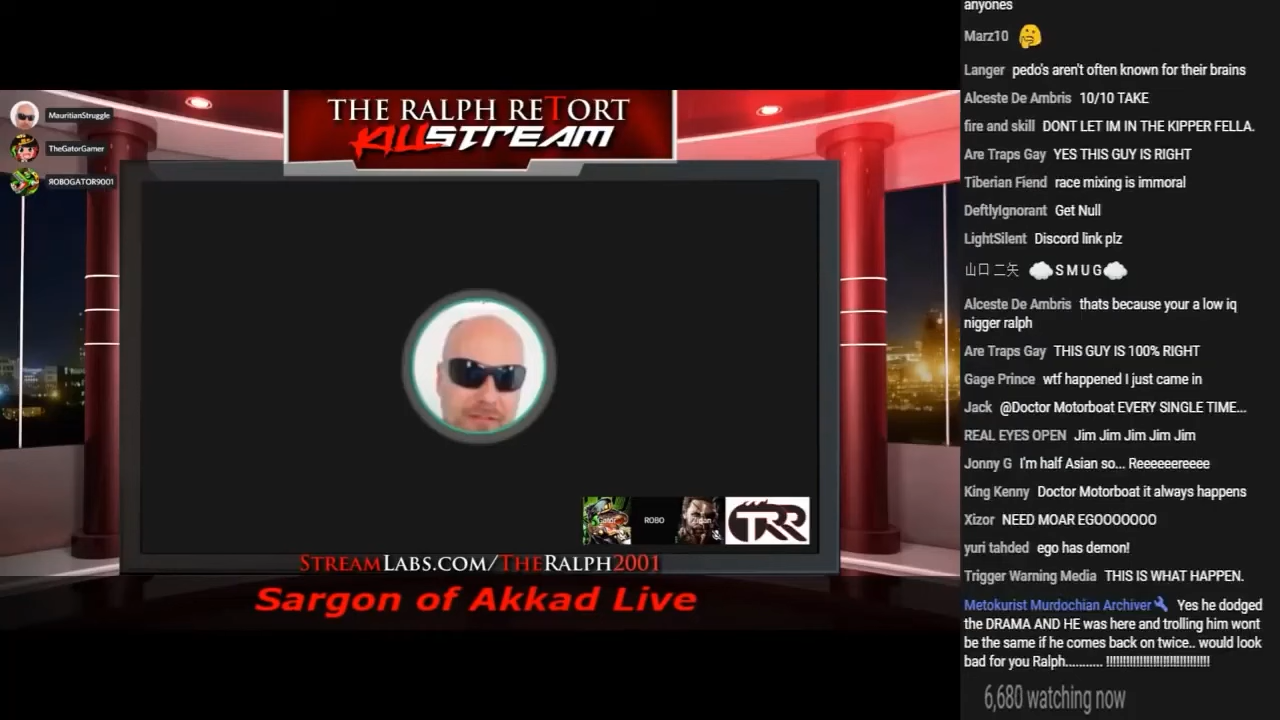 THE RALPH RETORT
KILLSTREAM
MauritianStruggle
TheGatorGamer
ЯOBOGATOR9001
Gator
ROBO
Zidan
TRR
STREAMLABS.COM/THERALPH2001
Sargon of Akkad Live
anyones
Marz10
Langer pedo's aren't often known for their brains
Alceste De Ambris 10/10 TAKE
fire and skill DONT LET IM IN THE KIPPER FELLA.
Are Traps Gay YES THIS GUY IS RIGHT
Tiberian Fiend race mixing is immoral
DeftlyIgnorant Get Null
LightSilent Discord link plz
山口 二矢 S M U G
Alceste De Ambris thats because your a low iq
nigger ralph
Are Traps Gay THIS GUY IS 100% RIGHT
Gage Prince wtf happened I just came in
Jack @Doctor Motorboat EVERY SINGLE TIME...
REAL EYES OPEN Jim Jim Jim Jim Jim
Jonny G I'm half Asian so... Reeeeereeee
King Kenny Doctor Motorboat it always happens
Xizor NEED MOAR EGOOOOOOO
yuri tahded ego has demon!
Trigger Warning Media THIS IS WHAT HAPPEN.
Metokurist Murdochian Archiver Yes he dodged
the DRAMA AND HE was here and trolling him wont
be the same if he comes back on twice.. would look
bad for you Ralph........... !!!!!!!!!!!!!!!!!!!!!!!!!!!!!!!
6,680 watching now